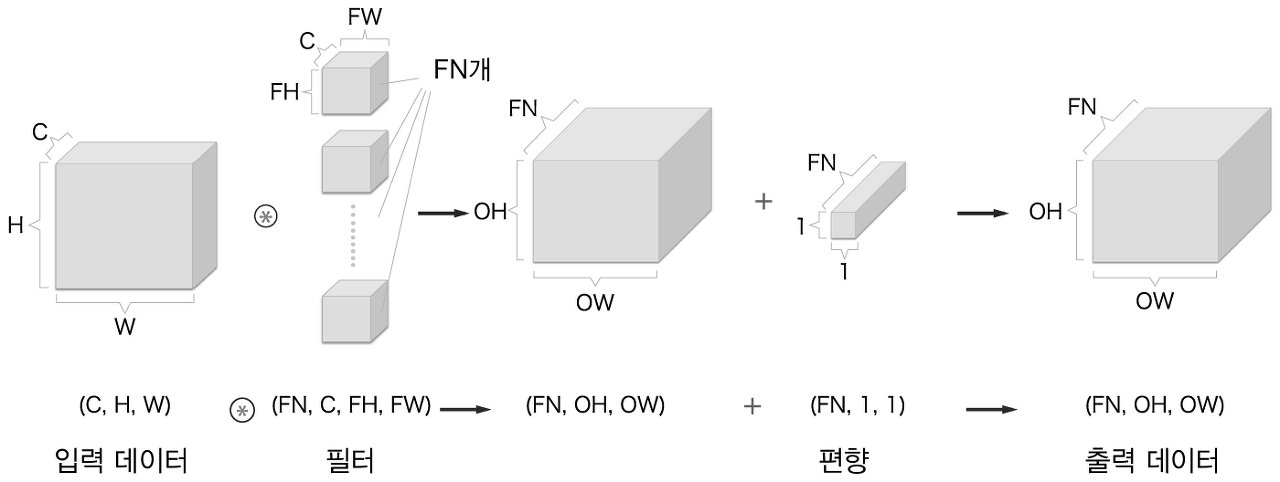 FW
C
FH
FN개
C
H
W
FN
OH
OW
+
FN
1
1
FN
OH
OW
(C, H, W) ⊛ (FN, C, FH, FW) → (FN, OH, OW) + (FN, 1, 1) → (FN, OH, OW)
입력 데이터 필터 편향 출력 데이터